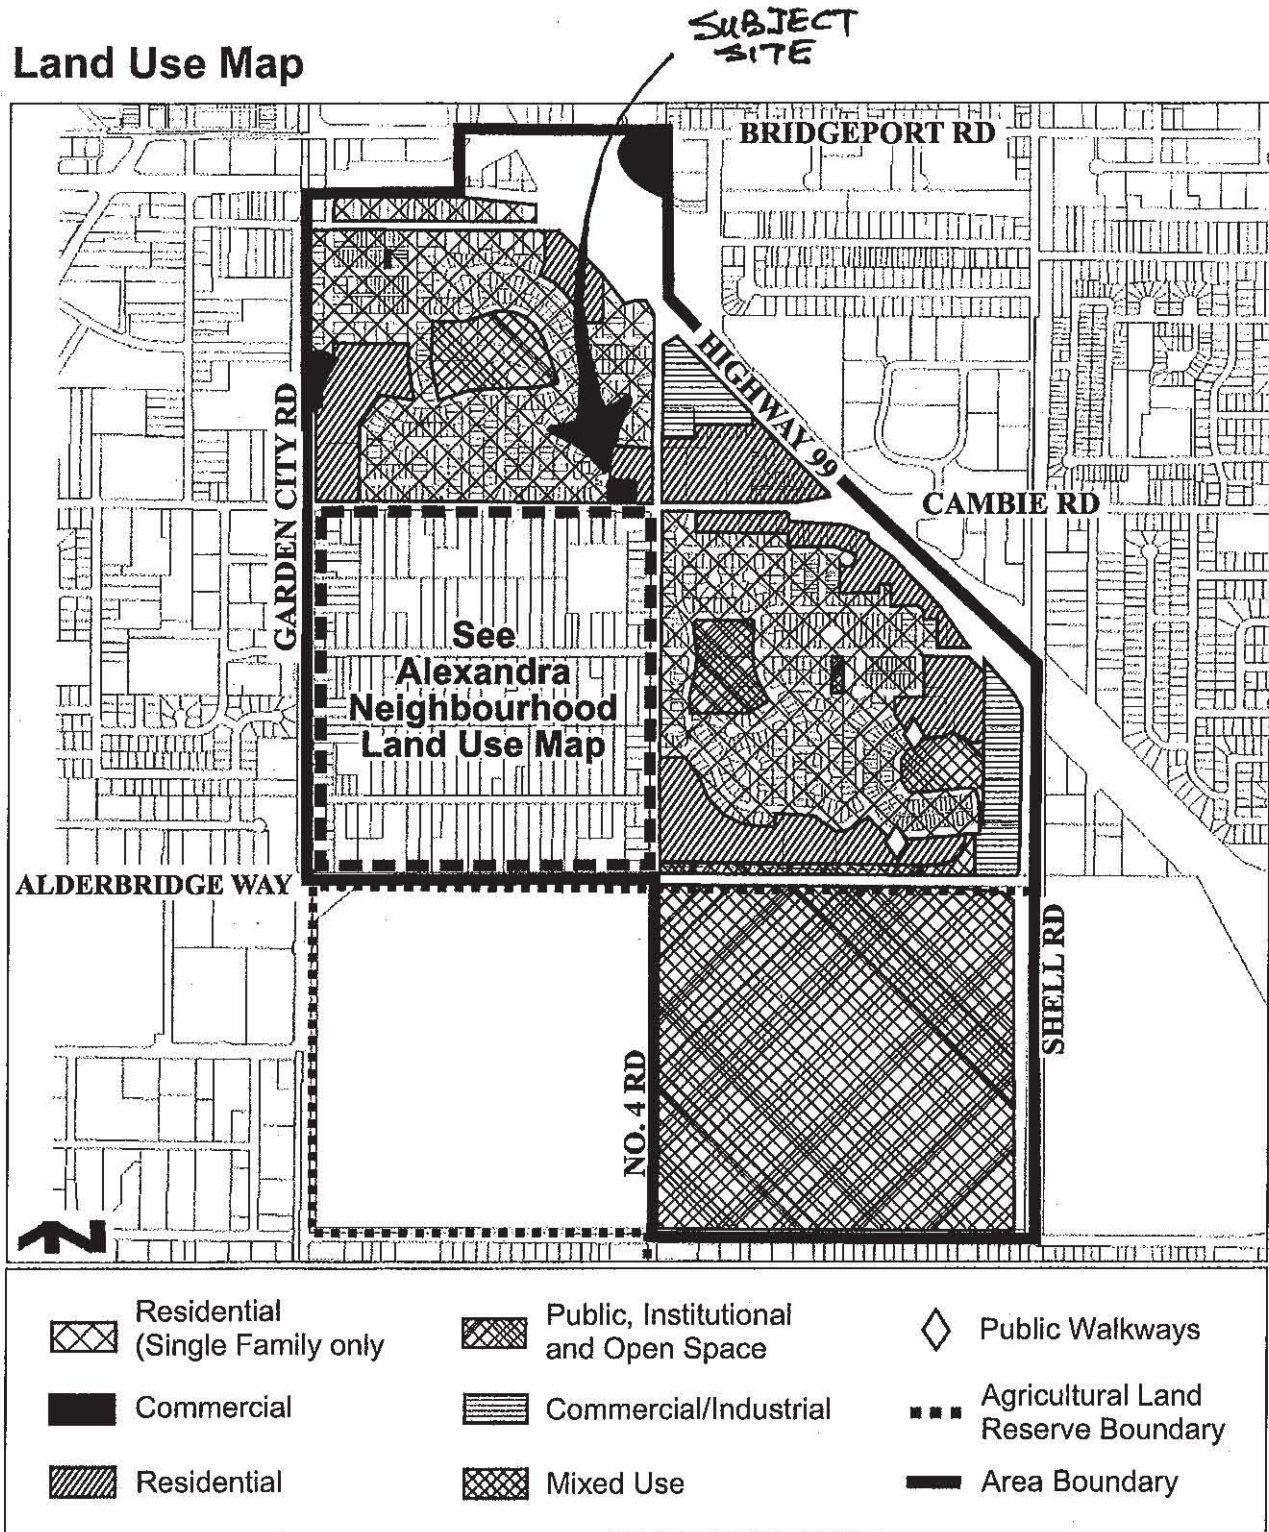 SUBJECT
SITE
Land Use Map
BRIDGEPORT RD
HIGHWAY 99
GARDEN CITY RD
CAMBIE RD
See
Alexandra
Neighbourhood
Land Use Map
ALDERBRIDGE WAY
SHELL RD
NO. 4 RD
N
Residential
(Single Family only
Public, Institutional
and Open Space
Public Walkways
Commercial
Commercial/Industrial
Agricultural Land
Reserve Boundary
Residential
Mixed Use
Area Boundary